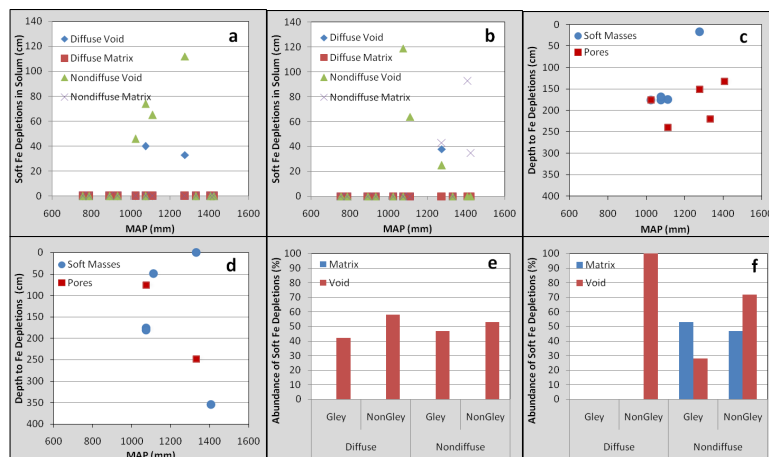 a
Soft Fe Depletions in Solum (cm)
140
120
100
80
60
40
20
0
Diffuse Void
Diffuse Matrix
Nondiffuse Void
Nondiffuse Matrix
600 800 1000 1200 1400 1600
MAP (mm)
b
Soft Fe Depletions in Solum (cm)
140
120
100
80
60
40
20
0
Diffuse Void
Diffuse Matrix
Nondiffuse Void
Nondiffuse Matrix
600 800 1000 1200 1400 1600
MAP (mm)
c
Depth to Fe Depletions (cm)
0
50
100
150
200
250
300
350
400
Soft Masses
Pores
600 800 1000 1200 1400 1600
MAP (mm)
d
Depth to Fe Depletions (cm)
0
50
100
150
200
250
300
350
400
Soft Masses
Pores
600 800 1000 1200 1400 1600
MAP (mm)
e
Abundance of Soft Fe Depletions (%)
100
90
80
70
60
50
40
30
20
10
0
Matrix
Void
Gley NonGley Gley NonGley
Diffuse Nondiffuse
f
Abundance of Soft Fe Depletions (%)
100
90
80
70
60
50
40
30
20
10
0
Matrix
Void
Gley NonGley Gley NonGley
Diffuse Nondiffuse